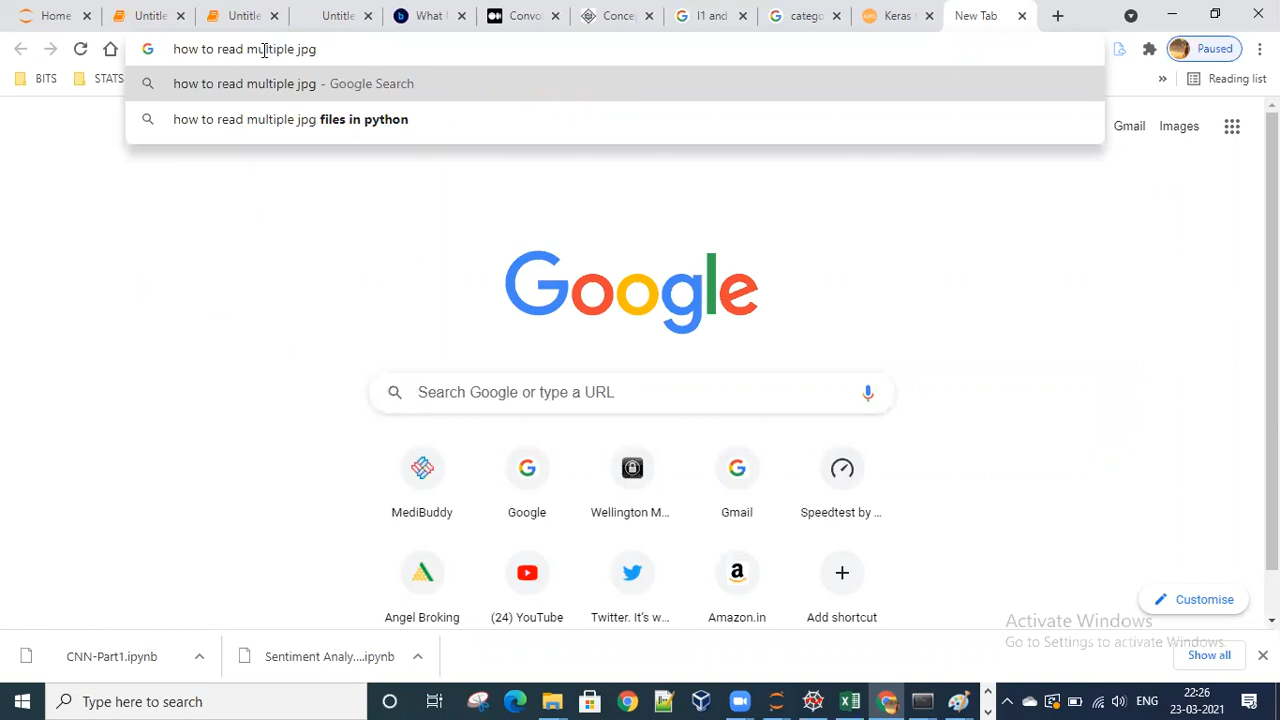 Home
Untitle
Untitle
Untitle
What I
Convo
Conce
l1 and
catego
Keras
New Tab
how to read multiple jpg
Paused
BITS
STATS
»
Reading list
how to read multiple jpg - Google Search
how to read multiple jpg files in python
Gmail
Images
Google
Search Google or type a URL
MediBuddy
Google
Wellington M...
Gmail
Speedtest by ...
Angel Broking
(24) YouTube
Twitter. It's w...
Amazon.in
Add shortcut
Customise
Activate Windows
Go to Settings to activate Windows.
CNN-Part1.ipynb
Sentiment Analy....ipynb
Show all
Type here to search
ENG
22:26
23-03-2021